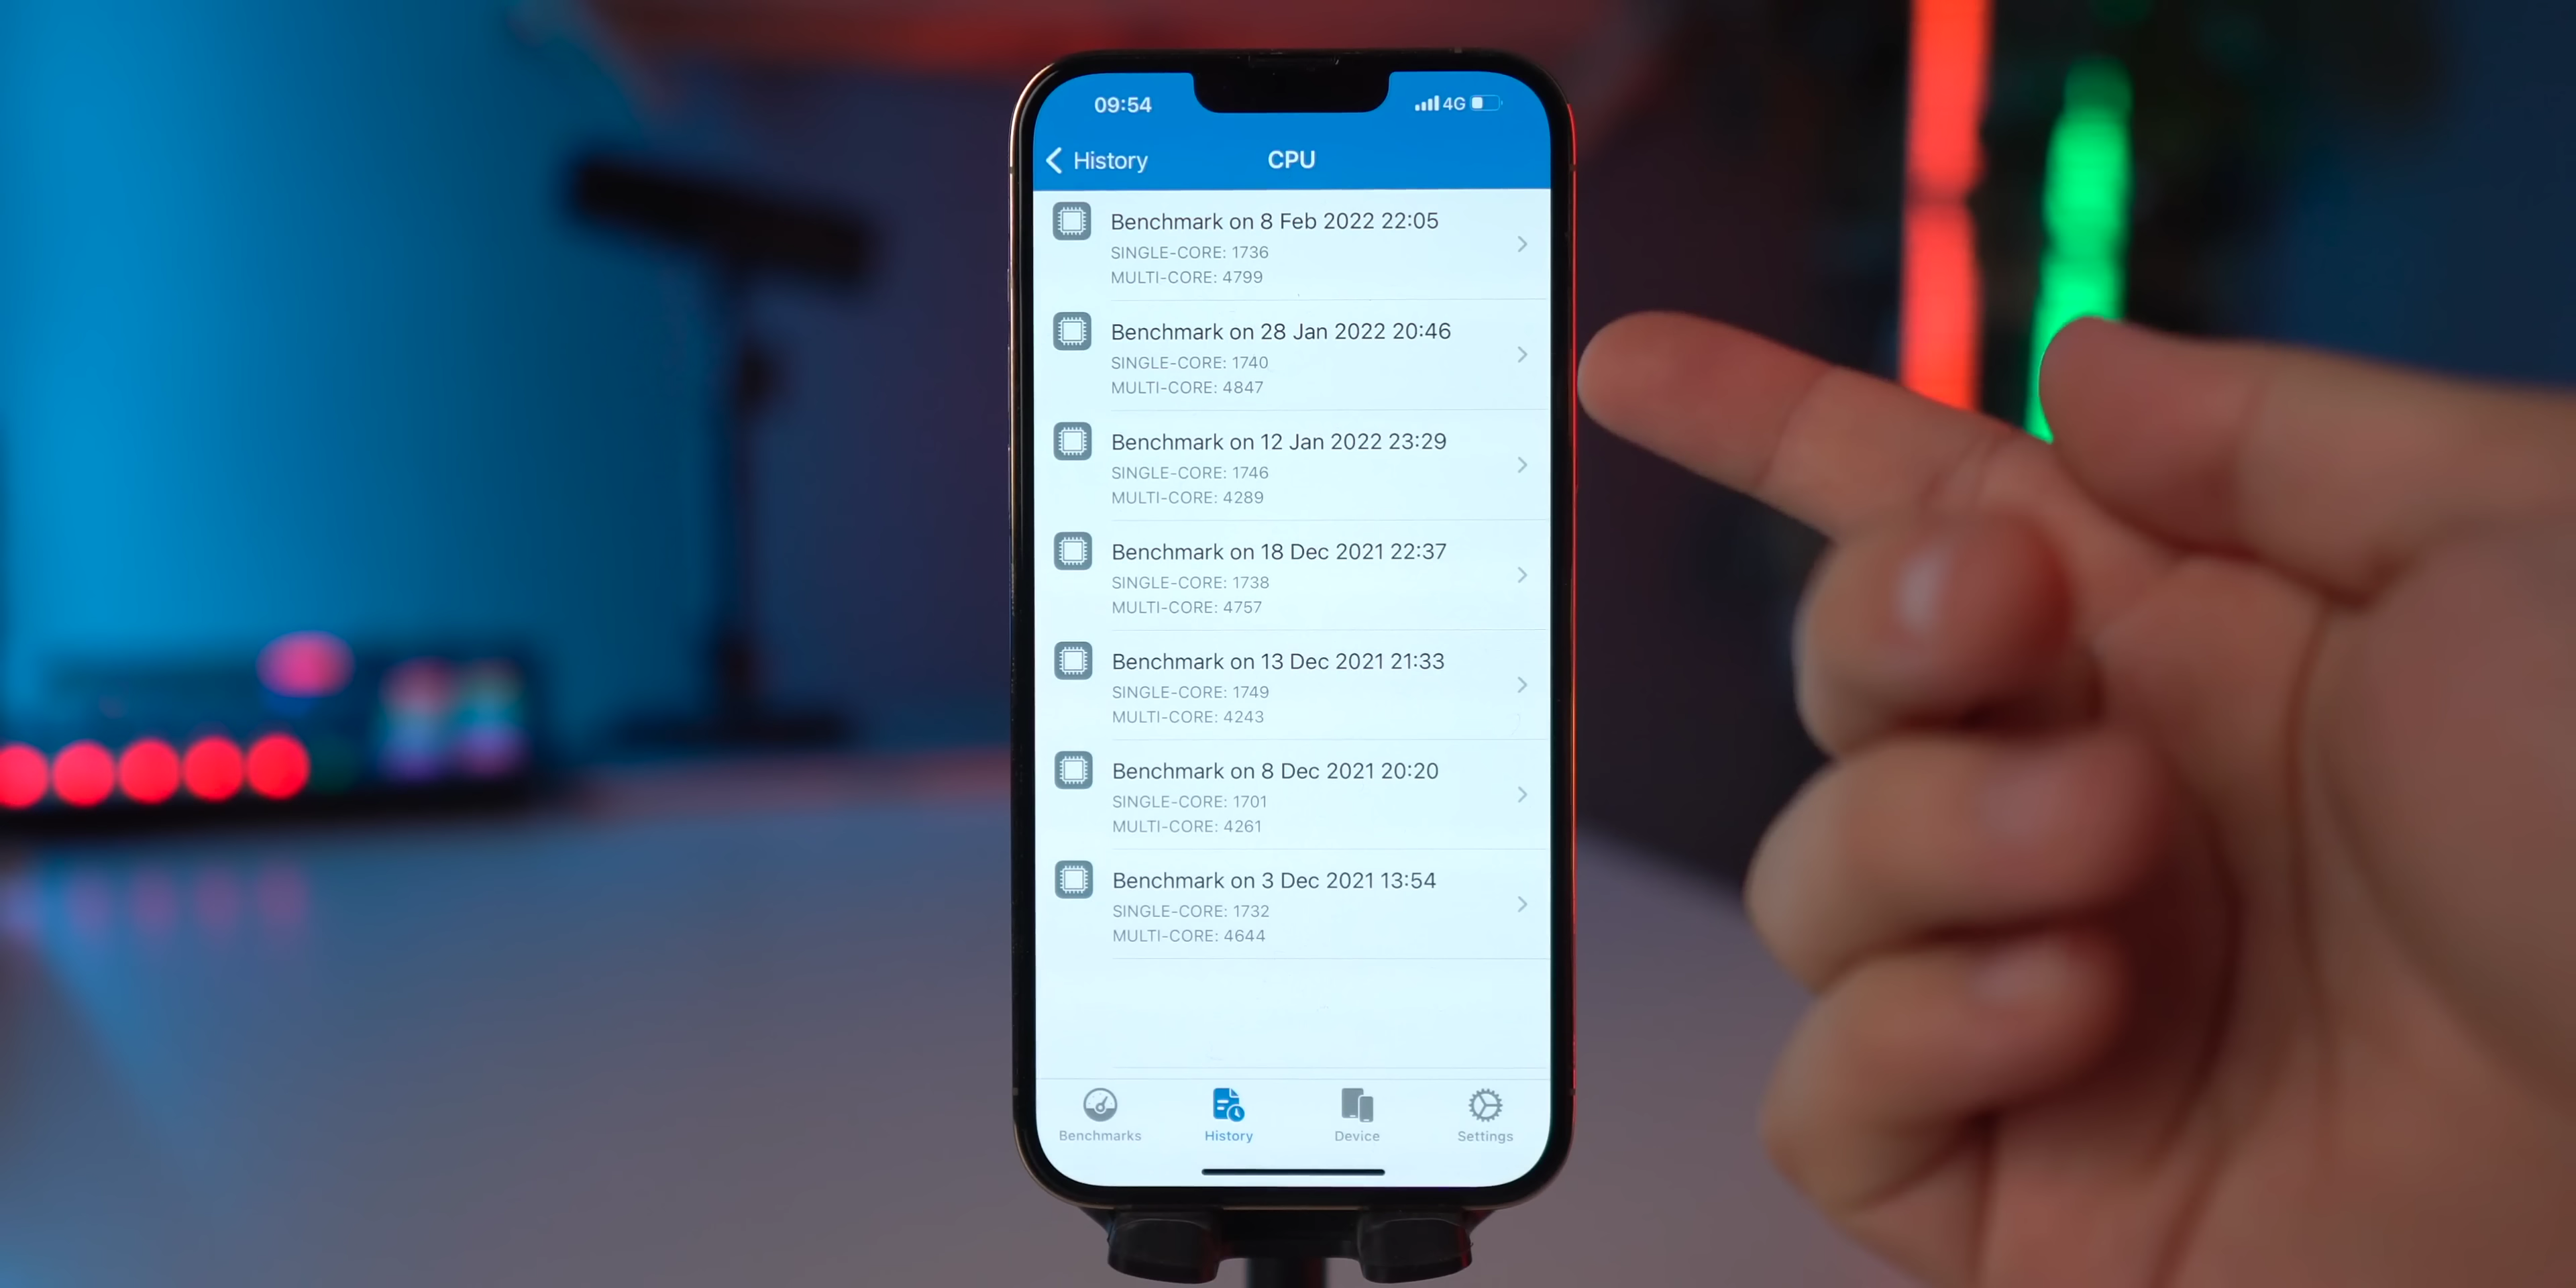 09:54 4G
History CPU
Benchmark on 8 Feb 2022 22:05
SINGLE-CORE: 1736
MULTI-CORE: 4799
Benchmark on 28 Jan 2022 20:46
SINGLE-CORE: 1740
MULTI-CORE: 4847
Benchmark on 12 Jan 2022 23:29
SINGLE-CORE: 1746
MULTI-CORE: 4289
Benchmark on 18 Dec 2021 22:37
SINGLE-CORE: 1738
MULTI-CORE: 4757
Benchmark on 13 Dec 2021 21:33
SINGLE-CORE: 1749
MULTI-CORE: 4243
Benchmark on 8 Dec 2021 20:20
SINGLE-CORE: 1701
MULTI-CORE: 4261
Benchmark on 3 Dec 2021 13:54
SINGLE-CORE: 1732
MULTI-CORE: 4644
Benchmarks History Device Settings